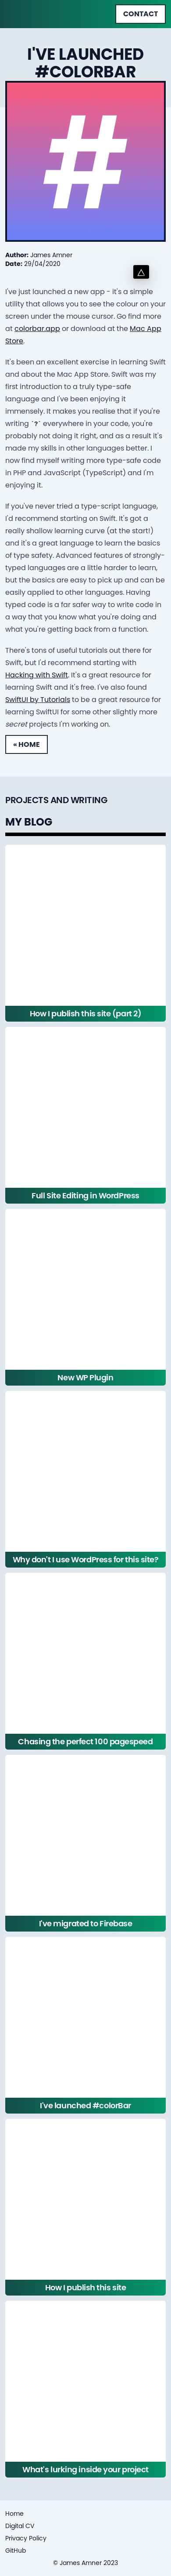 CONTACT
I'VE LAUNCHED
#COLORBAR
#
Author: James Amner
Date: 29/04/2020
△
I've just launched a new app - it's a simple
utility that allows you to see the colour on your
screen under the mouse cursor. Go find more
at colorbar.app or download at the Mac App
Store.
It's been an excellent exercise in learning Swift
and about the Mac App Store. Swift was my
first introduction to a truly type-safe
language and I've been enjoying it
immensely. It makes you realise that if you're
writing `?` everywhere in your code, you're
probably not doing it right, and as a result it's
made my skills in other languages better. I
now find myself writing more type-safe code
in PHP and JavaScript (TypeScript) and I'm
enjoying it.
If you've never tried a type-script language,
I'd recommend starting on Swift. It's got a
really shallow learning curve (at the start!)
and it's a great language to learn the basics
of type safety. Advanced features of strongly-
typed languages are a little harder to learn,
but the basics are easy to pick up and can be
easily applied to other languages. Having
typed code is a far safer way to write code in
a way that you know what you're doing and
what you're getting back from a function.
There's tons of useful tutorials out there for
Swift, but I'd recommend starting with
Hacking with Swift. It's a great resource for
learning Swift and it's free. I've also found
SwiftUI by Tutorials to be a great resource for
learning SwiftUI for some other slightly more
secret projects I'm working on.
« HOME
PROJECTS AND WRITING
MY BLOG
How I publish this site (part 2)
Full Site Editing in WordPress
New WP Plugin
Why don't I use WordPress for this site?
Chasing the perfect 100 pagespeed
I've migrated to Firebase
I've launched #colorBar
How I publish this site
What's lurking inside your project
Home
Digital CV
Privacy Policy
GitHub
© James Amner 2023